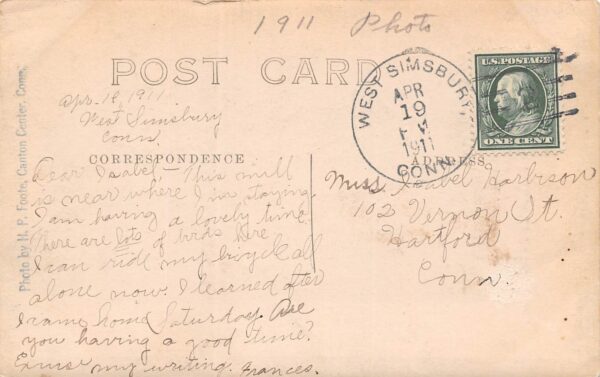 1911 Photo
POST CARD
Apr. 18, 1911
West Simsbury
Conn.
CORRESPONDENCE
Dear Isabel – This mill
is near where I am staying.
I am having a lovely time.
There are lots of birds here
I can ride my bicycle all
alone now. I learned after
I came home Saturday. Are
you having a good time?
Excuse my writing. Frances.
Photo by H. P. Foote, Canton Center, Conn.
WEST SIMSBURY
APR
19
PM
1911
CONN.
U.S. POSTAGE
ONE CENT
ADDRESS
Miss Isabel Harbison
102 Vernon St.
Hartford
Conn.